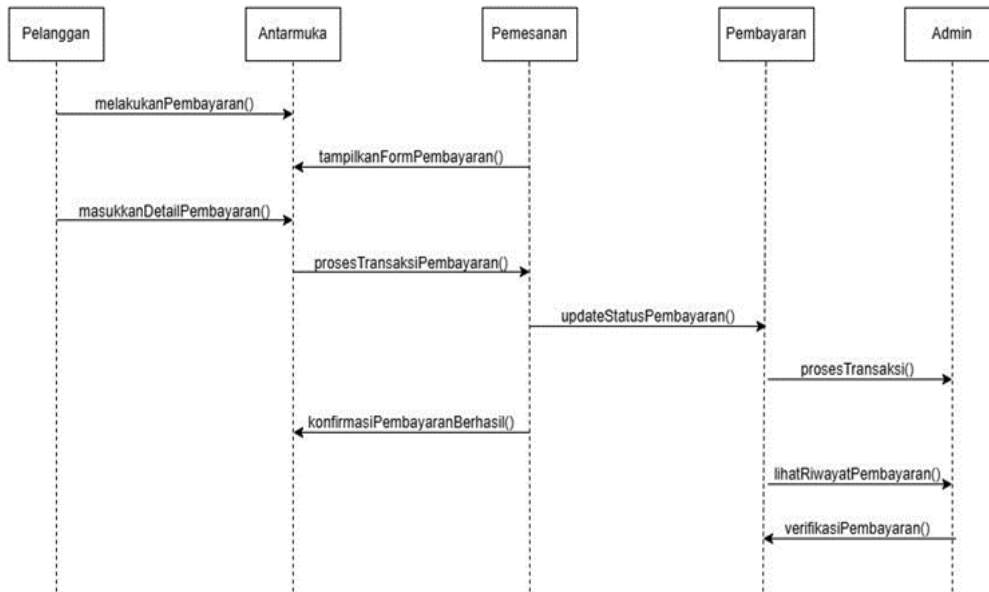 Pelanggan
Antarmuka
Pemesanan
Pembayaran
Admin
melakukanPembayaran()
tampilkanFormPembayaran()
masukkanDetailPembayaran()
prosesTransaksiPembayaran()
updateStatusPembayaran()
prosesTransaksi()
konfirmasiPembayaranBerhasil()
lihatRiwayatPembayaran()
verifikasiPembayaran()